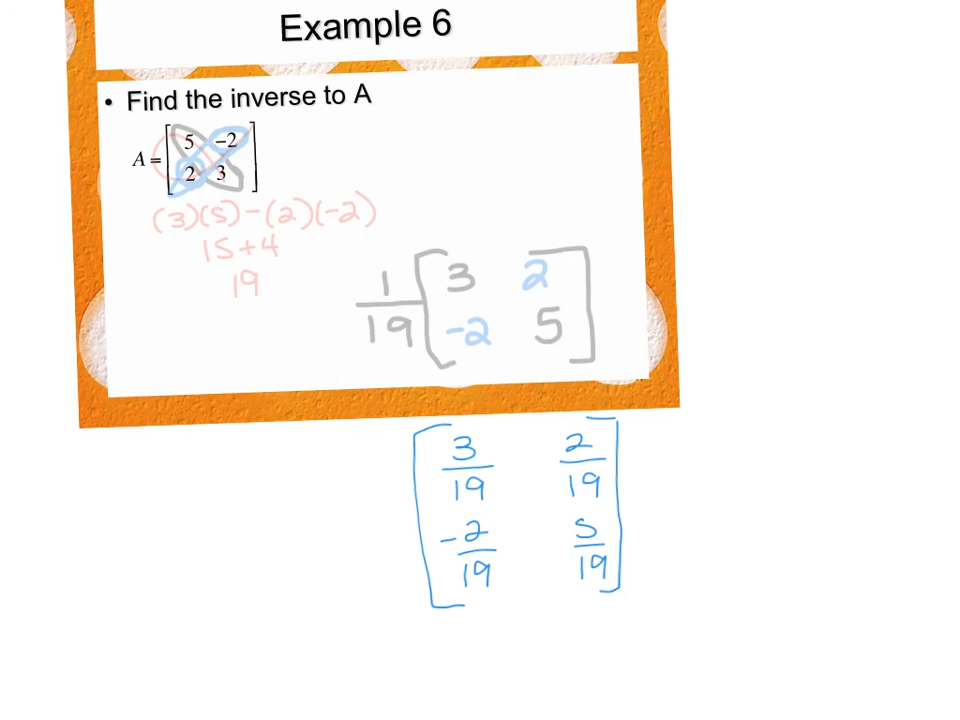 Example 6
• Find the inverse to A
A = [ 5 −2
2 3 ]
(3)(5) − (2)(−2)
15 + 4
19
1/19 [ 3 2
−2 5 ]
[ 3/19 2/19
−2/19 5/19 ]